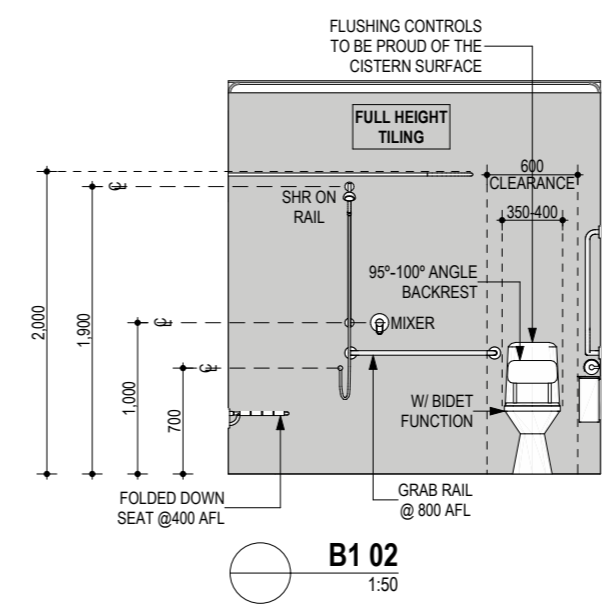 FLUSHING CONTROLS
TO BE PROUD OF THE
CISTERN SURFACE
FULL HEIGHT
TILING
600
CLEARANCE
350-400
SHR ON
RAIL
95º-100º ANGLE
BACKREST
MIXER
2,000
1,900
1,000
700
W/ BIDET
FUNCTION
FOLDED DOWN
SEAT @400 AFL
GRAB RAIL
@ 800 AFL
B1 02
1:50